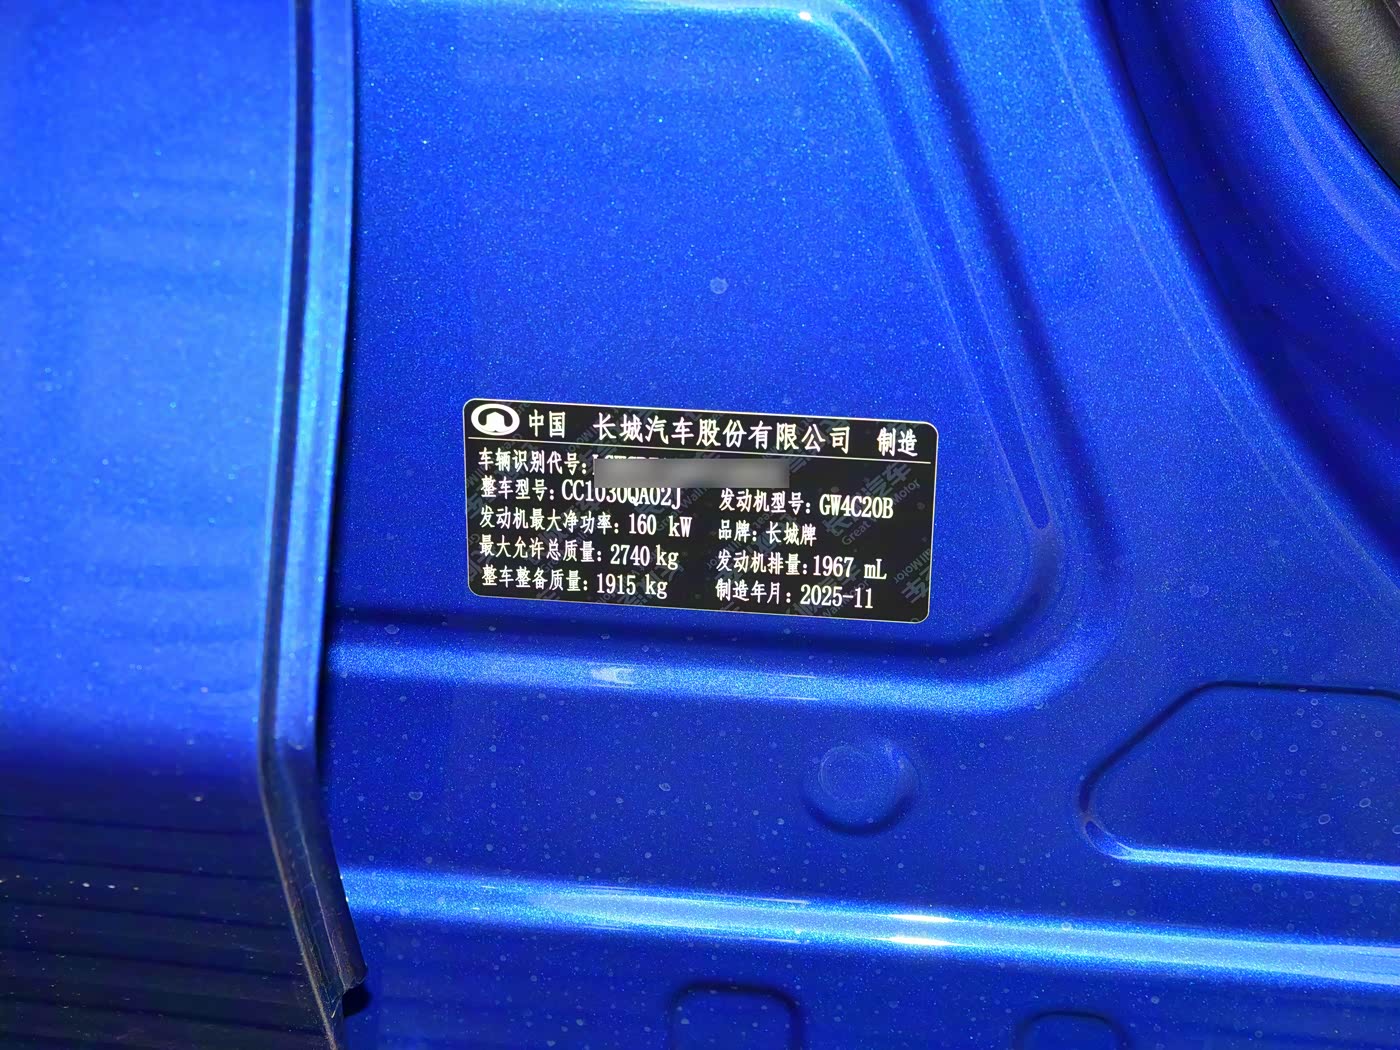 中国 长城汽车股份有限公司 制造
车辆识别代号:
整车型号: CC1030QA02J 发动机型号: GW4C20B
发动机最大净功率: 160 kW 品牌: 长城牌
最大允许总质量: 2740 kg 发动机排量: 1967 mL
整车整备质量: 1915 kg 制造年月: 2025-11